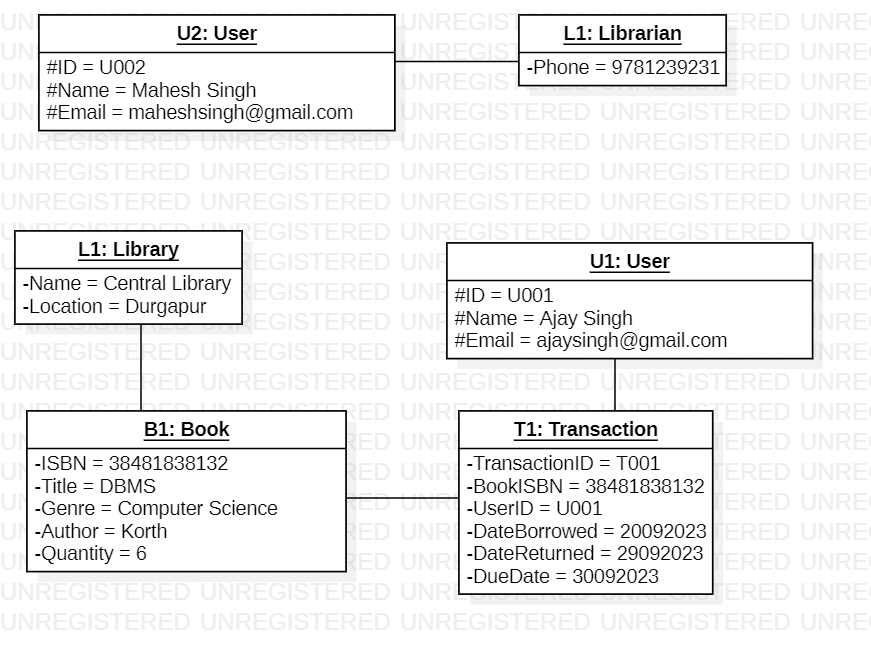 U2: User
#ID = U002
#Name = Mahesh Singh
#Email = maheshsingh@gmail.com
L1: Librarian
-Phone = 9781239231
L1: Library
-Name = Central Library
-Location = Durgapur
U1: User
#ID = U001
#Name = Ajay Singh
#Email = ajaysingh@gmail.com
B1: Book
-ISBN = 38481838132
-Title = DBMS
-Genre = Computer Science
-Author = Korth
-Quantity = 6
T1: Transaction
-TransactionID = T001
-BookISBN = 38481838132
-UserID = U001
-DateBorrowed = 20092023
-DateReturned = 29092023
-DueDate = 30092023
UNREGISTERED